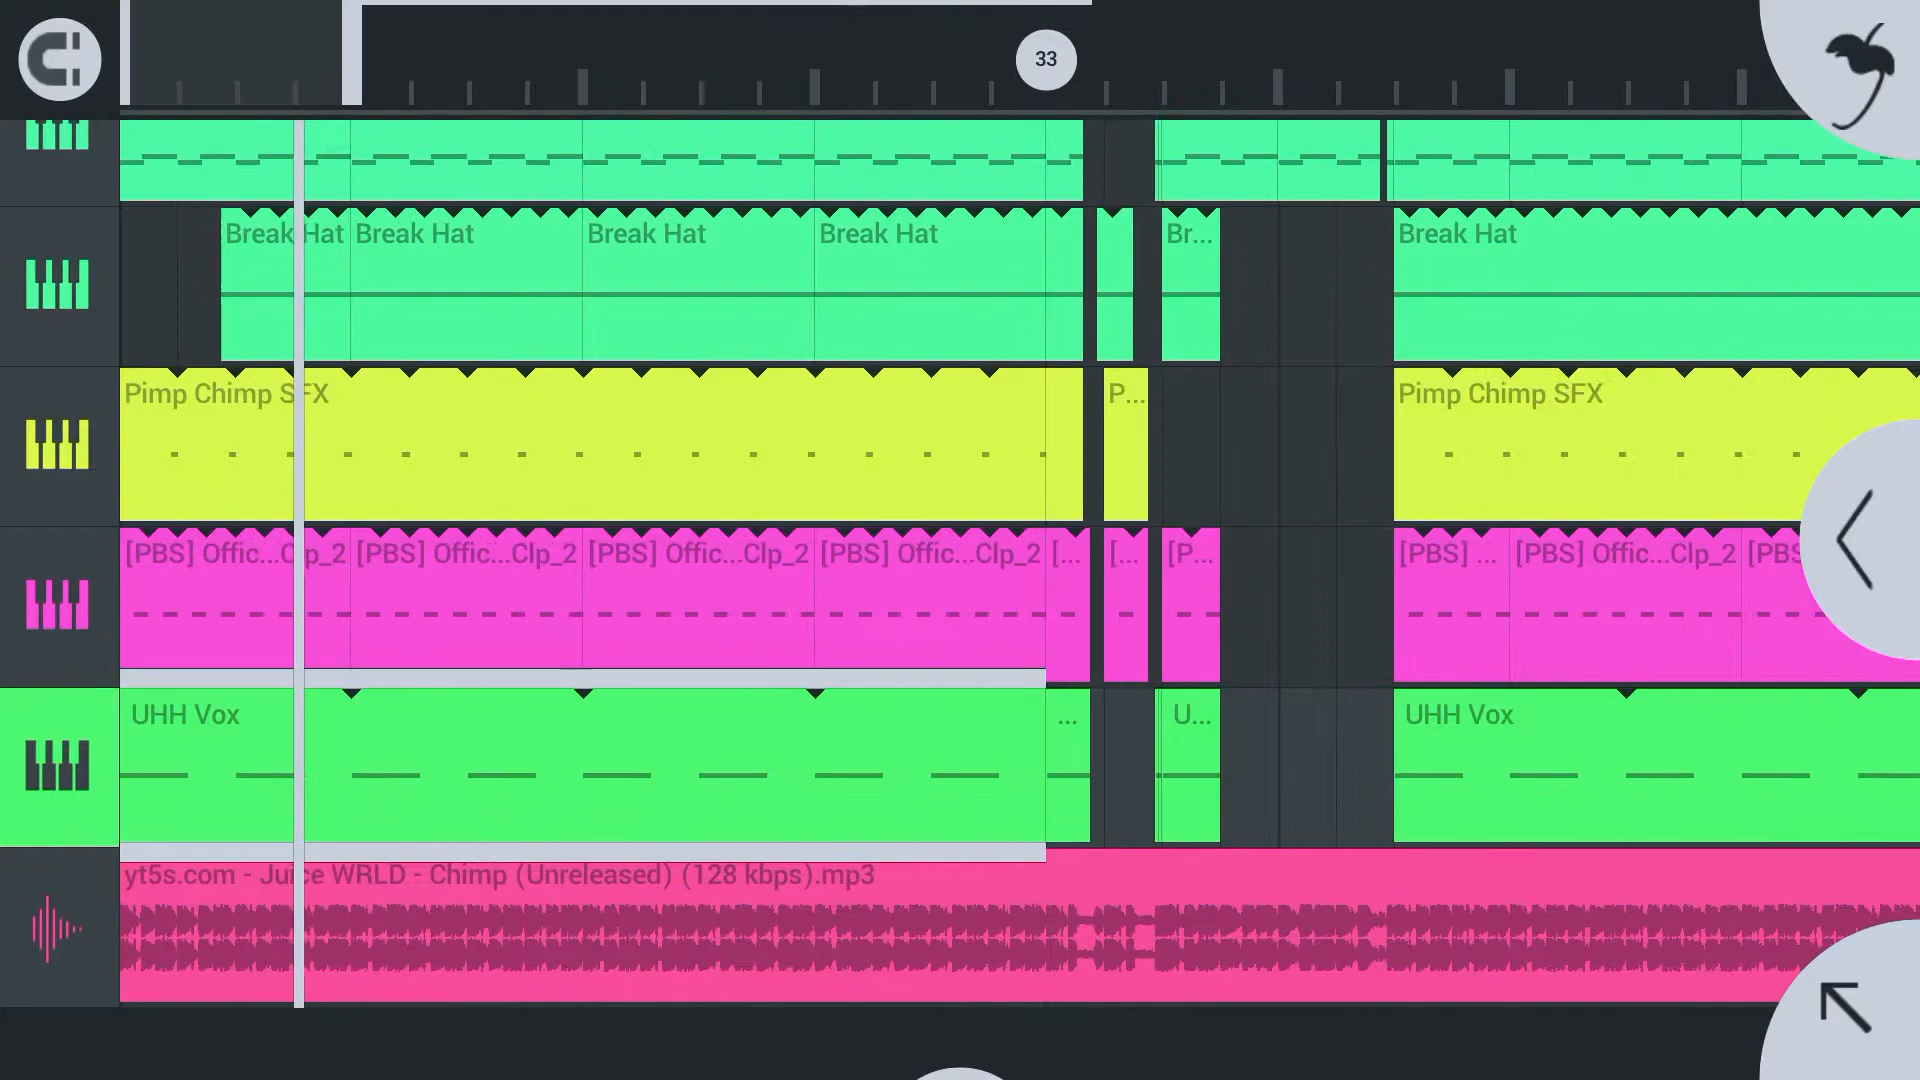 33
Break Hat Break Hat Break Hat Break Hat Br... Break Hat
Pimp Chimp SFX P... Pimp Chimp SFX
[PBS] Offic...Clp_2 [PBS] Offic...Clp_2 [PBS] Offic...Clp_2 [PBS] Offic...Clp_2 [... [... [P... [PBS] ... [PBS] Offic...Clp_2 [PBS
UHH Vox ... U... UHH Vox
yt5s.com - Juice WRLD - Chimp (Unreleased) (128 kbps).mp3